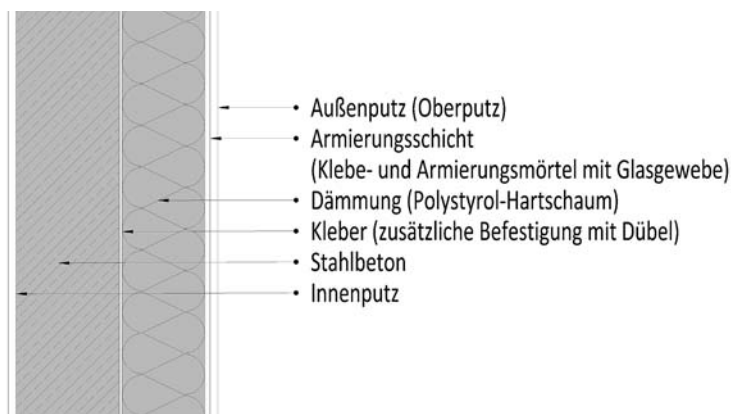 • Außenputz (Oberputz)
• Armierungsschicht
(Klebe- und Armierungsmörtel mit Glasgewebe)
• Dämmung (Polystyrol-Hartschaum)
• Kleber (zusätzliche Befestigung mit Dübel)
• Stahlbeton
• Innenputz